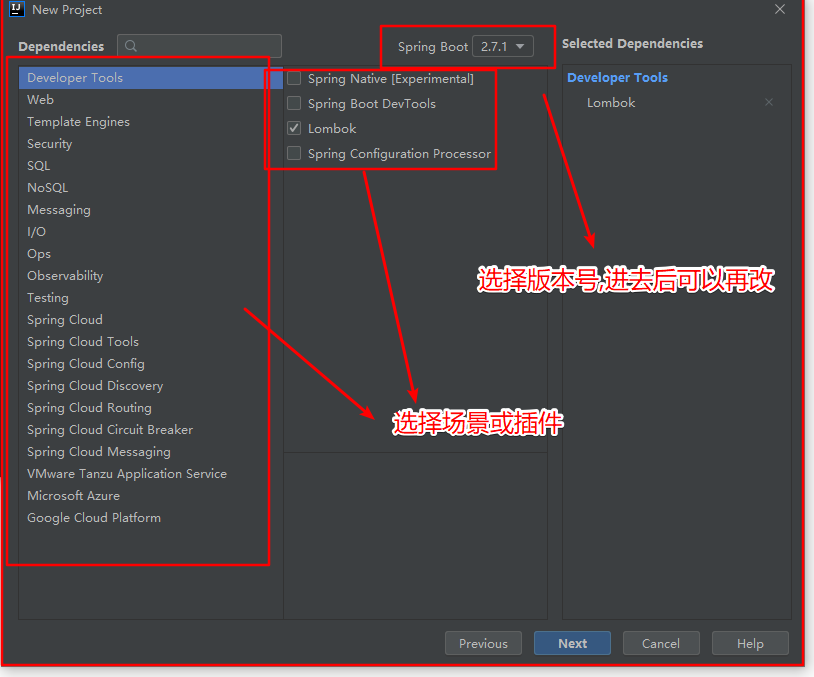 New Project
Dependencies
Spring Boot 2.7.1
Selected Dependencies
Developer Tools
Web
Template Engines
Security
SQL
NoSQL
Messaging
I/O
Ops
Observability
Testing
Spring Cloud
Spring Cloud Tools
Spring Cloud Config
Spring Cloud Discovery
Spring Cloud Routing
Spring Cloud Circuit Breaker
Spring Cloud Messaging
VMware Tanzu Application Service
Microsoft Azure
Google Cloud Platform
Spring Native [Experimental]
Spring Boot DevTools
Lombok
Spring Configuration Processor
Developer Tools
Lombok
选择版本号,进去后可以再改
选择场景或插件
Previous
Next
Cancel
Help